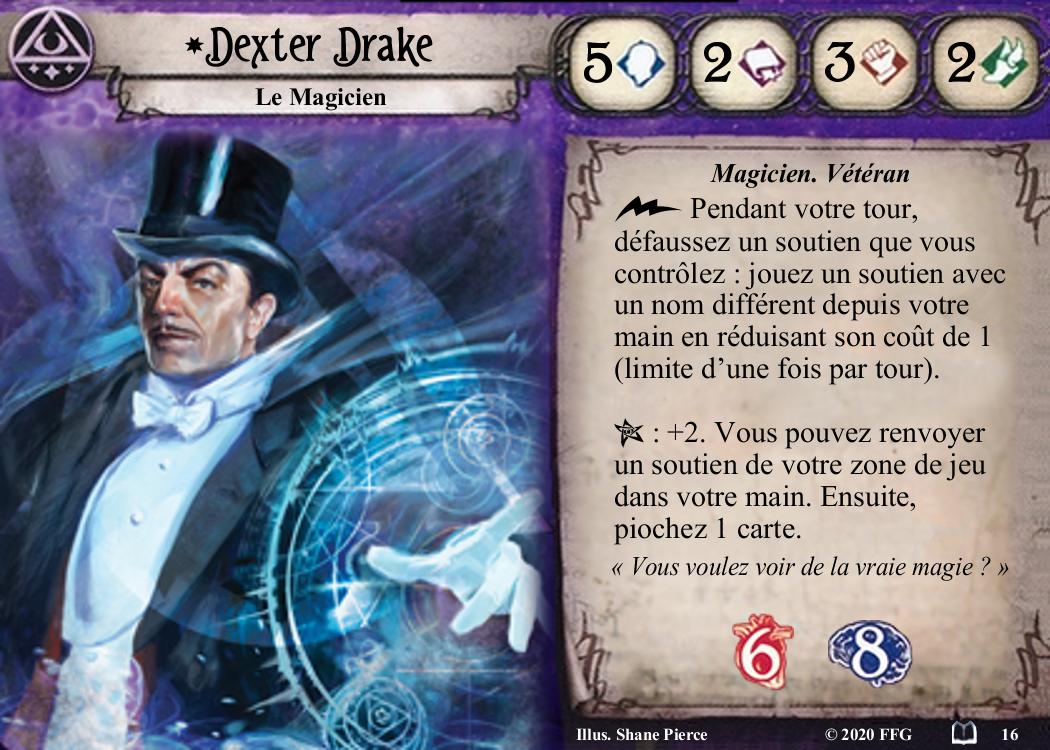 Dexter Drake
Le Magicien
5 2 3 2
Magicien. Vétéran
Pendant votre tour,
défaussez un soutien que vous
contrôlez : jouez un soutien avec
un nom différent depuis votre
main en réduisant son coût de 1
(limite d’une fois par tour).
: +2. Vous pouvez renvoyer
un soutien de votre zone de jeu
dans votre main. Ensuite,
piochez 1 carte.
« Vous voulez voir de la vraie magie ? »
6 8
Illus. Shane Pierce © 2020 FFG 16